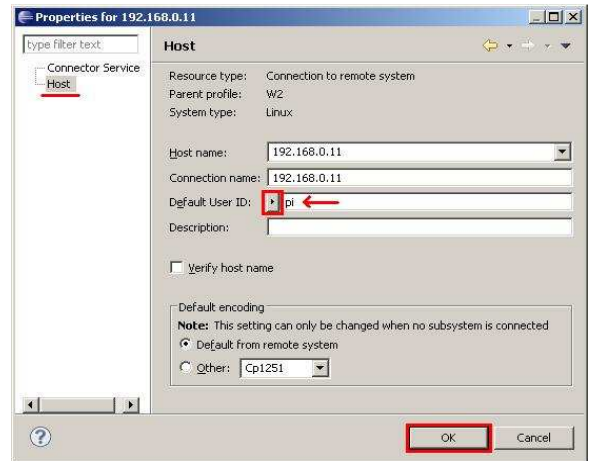 Properties for 192.168.0.11
type filter text
Connector Service
Host
Host
Resource type: Connection to remote system
Parent profile: W2
System type: Linux
Host name: 192.168.0.11
Connection name: 192.168.0.11
Default User ID: pi
Description:
Verify host name
Default encoding
Note: This setting can only be changed when no subsystem is connected
Default from remote system
Other: Cp1251
OK Cancel